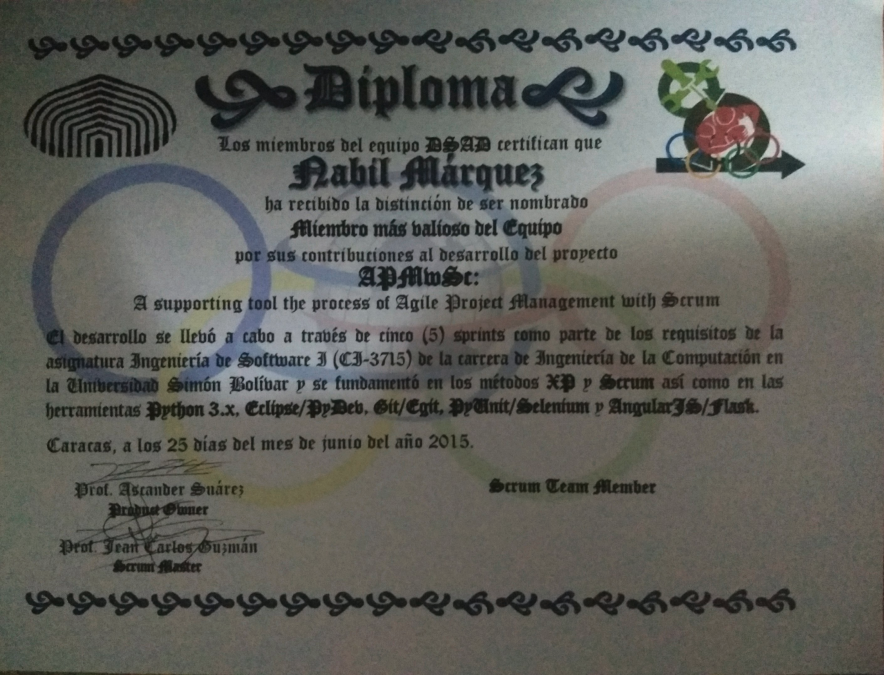 Diploma
Los miembros del equipo DSAD certifican que
Nabil Márquez
ha recibido la distinción de ser nombrado
Miembro más valioso del Equipo
por sus contribuciones al desarrollo del proyecto
APMwSc:
A supporting tool the process of Agile Project Management with Scrum
El desarrollo se llevó a cabo a través de cinco (5) sprints como parte de los requisitos de la
asignatura Ingeniería de Software I (CI-3715) de la carrera de Ingeniería de la Computación en
la Universidad Simón Bolívar y se fundamentó en los métodos XP y Scrum así como en las
herramientas Python 3.x, Eclipse/PyDev, Git/Egit, PyUnit/Selenium y AngularJS/Flask.
Caracas, a los 25 días del mes de junio del año 2015.
Prof. Ascander Suárez
Product Owner
Scrum Team Member
Prof. Jean Carlos Guzmán
Scrum Master